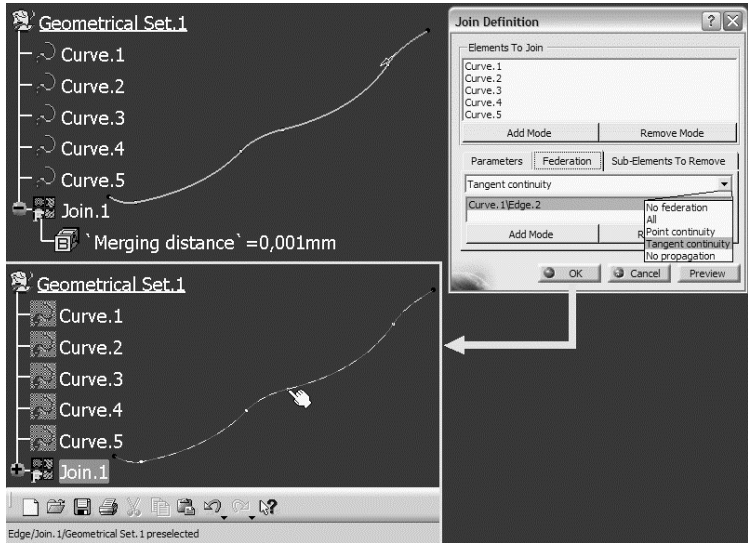 Geometrical Set.1
Curve.1
Curve.2
Curve.3
Curve.4
Curve.5
Join.1
`Merging distance`=0,001mm
Join Definition
Elements To Join
Curve.1
Curve.2
Curve.3
Curve.4
Curve.5
Add Mode Remove Mode
Parameters Federation Sub-Elements To Remove
Tangent continuity
Curve.1\Edge.2
No federation
All
Point continuity
Tangent continuity
No propagation
Add Mode R
OK Cancel Preview
Geometrical Set.1
Curve.1
Curve.2
Curve.3
Curve.4
Curve.5
Join.1
Edge/Join.1/Geometrical Set.1 preselected